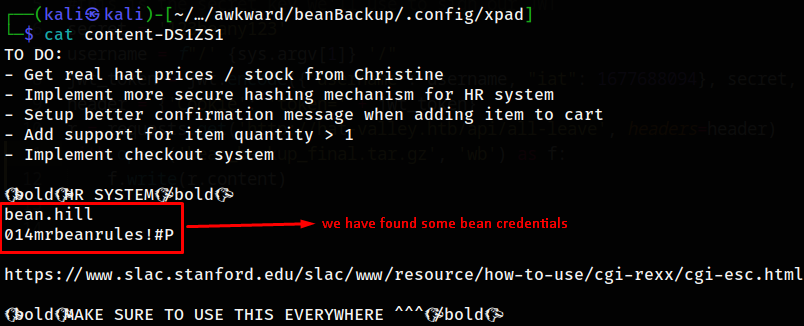 (kali㉿kali)-[~/…/awkward/beanBackup/.config/xpad]
$ cat content-DS1ZS1
TO DO:
- Get real hat prices / stock from Christine
- Implement more secure hashing mechanism for HR system
- Setup better confirmation message when adding item to cart
- Add support for item quantity > 1
- Implement checkout system
bold HR SYSTEM /bold
bean.hill
014mrbeanrules!#P
we have found some bean credentials
https://www.slac.stanford.edu/slac/www/resource/how-to-use/cgi-rexx/cgi-esc.html
bold MAKE SURE TO USE THIS EVERYWHERE ^^^ /bold